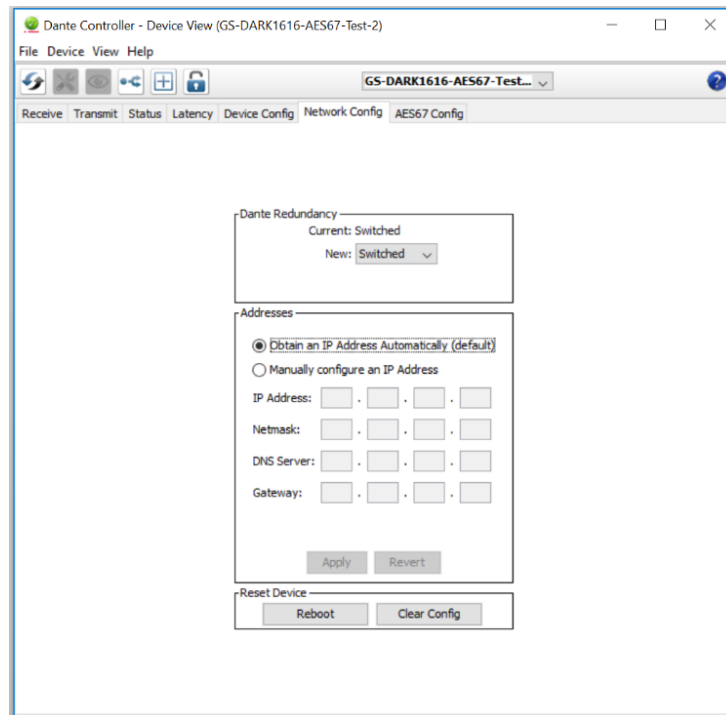 Dante Controller - Device View (GS-DARK1616-AES67-Test-2)
File Device View Help
GS-DARK1616-AES67-Test...
Receive Transmit Status Latency Device Config Network Config AES67 Config
Dante Redundancy
Current: Switched
New: Switched
Addresses
Obtain an IP Address Automatically (default)
Manually configure an IP Address
IP Address: . . .
Netmask: . . .
DNS Server: . . .
Gateway: . . .
Apply Revert
Reset Device
Reboot Clear Config